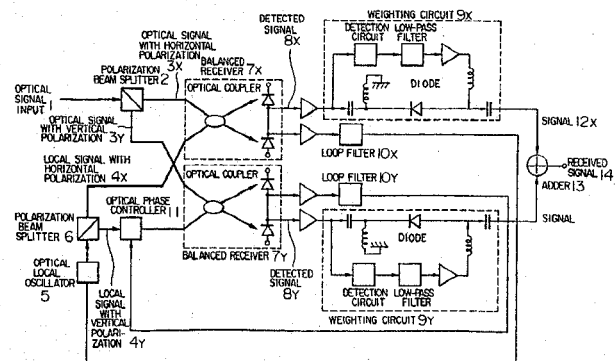 WEIGHTING CIRCUIT 9X
DETECTED
SIGNAL
8X
DETECTION
CIRCUIT
LOW-PASS
FILTER
OPTICAL SIGNAL
WITH HORIZONTAL
POLARIZATION
3X
BALANCED
RECEIVER 7X
POLARIZATION
BEAM SPLITTER 2
OPTICAL COUPLER
DIODE
OPTICAL
SIGNAL
INPUT 1
OPTICAL SIGNAL
WITH VERTICAL
POLARIZATION 3Y
SIGNAL 12X
LOCAL SIGNAL WITH
HORIZONTAL
POLARIZATION 4X
LOOP FILTER 10X
RECEIVED
SIGNAL 14
OPTICAL COUPLER
LOOP FILTER 10Y
ADDER 13
OPTICAL PHASE
CONTROLLER
11
POLARIZATION
BEAM
SPLITTER 6
SIGNAL
DIODE
BALANCED RECEIVER 7Y
OPTICAL LOCAL
OSCILLATOR
5
DETECTED
SIGNAL
8Y
DETECTION
CIRCUIT
LOW-PASS
FILTER
LOCAL
SIGNAL
WITH
VERTICAL
POLARI-
ZATION 4Y
WEIGHTING CIRCUIT 9Y